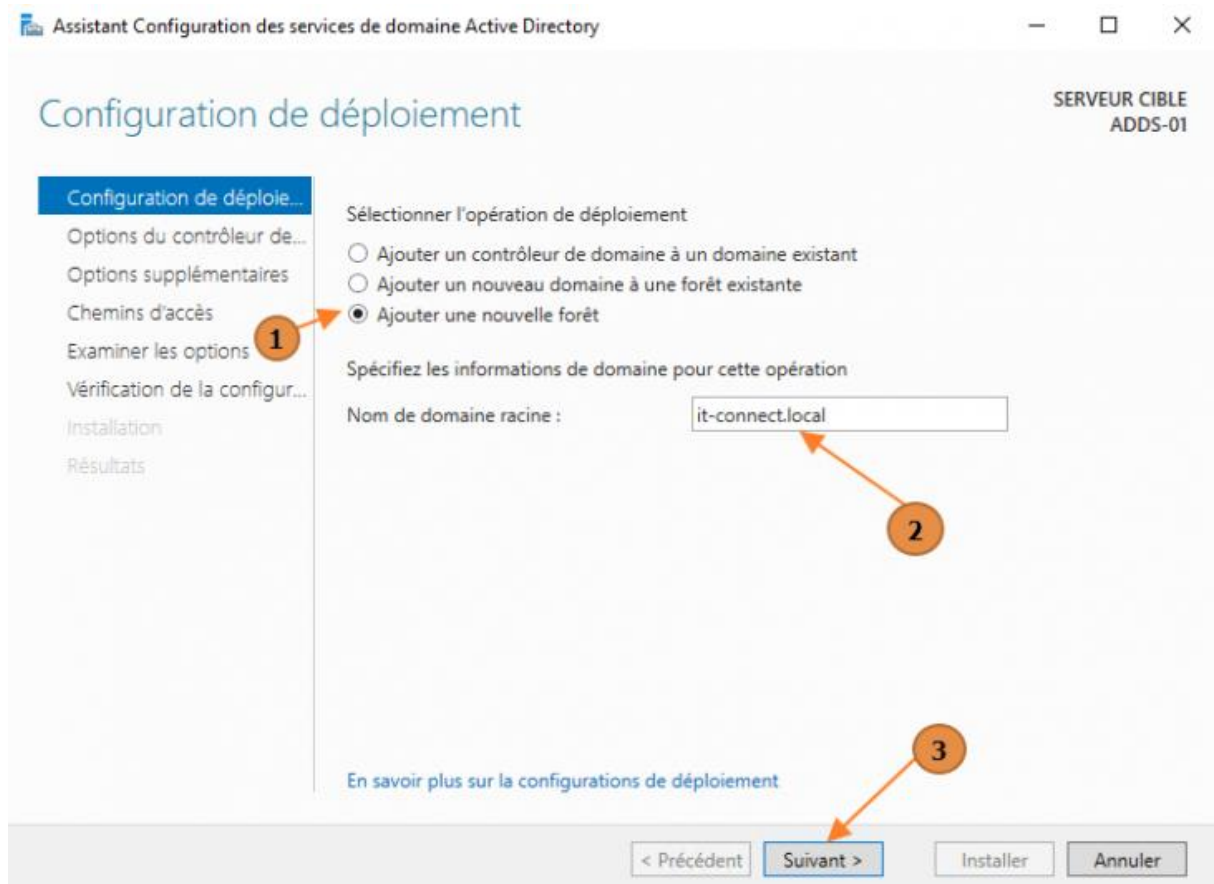 Assistant Configuration des services de domaine Active Directory
Configuration de déploiement
SERVEUR CIBLE
ADDS-01
Configuration de déploie...
Options du contrôleur de...
Options supplémentaires
Chemins d'accès
Examiner les options
Vérification de la configur...
Installation
Résultats
Sélectionner l'opération de déploiement
Ajouter un contrôleur de domaine à un domaine existant
Ajouter un nouveau domaine à une forêt existante
Ajouter une nouvelle forêt
1
Spécifiez les informations de domaine pour cette opération
Nom de domaine racine : it-connect.local
2
3
En savoir plus sur la configurations de déploiement
< Précédent Suivant > Installer Annuler